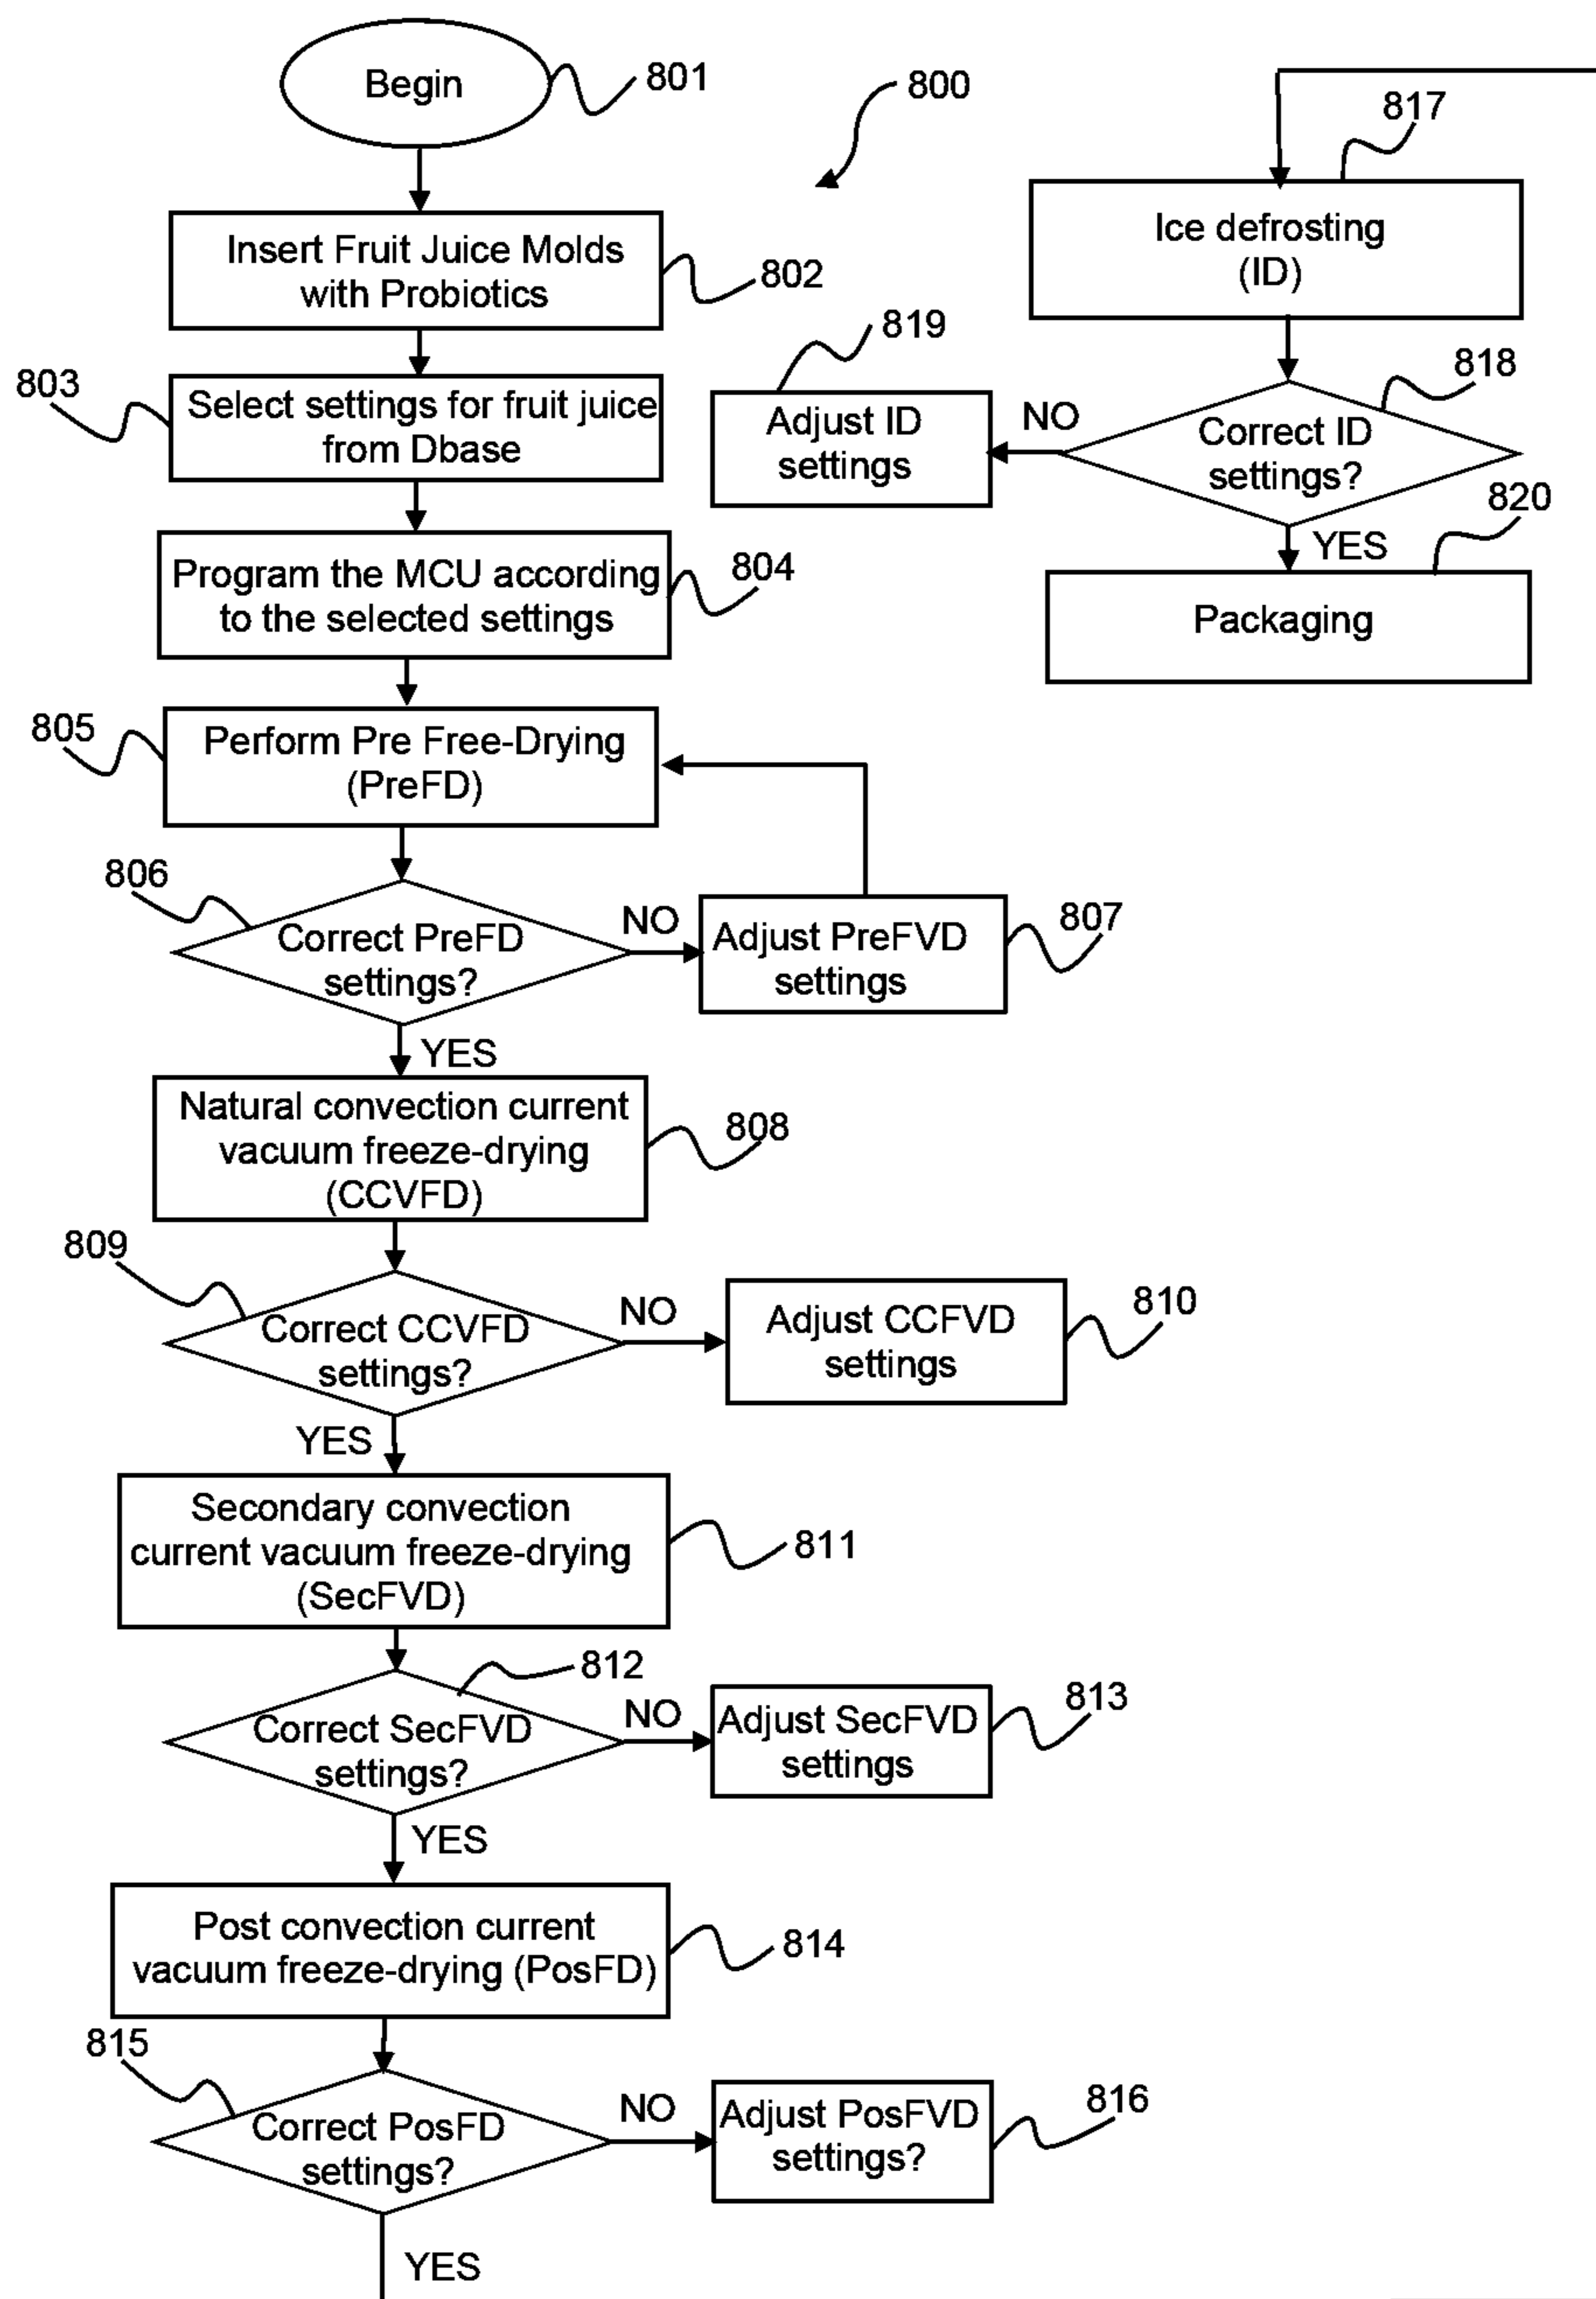 Begin
801
800
Insert Fruit Juice Molds
with Probiotics
802
803
Select settings for fruit juice
from Dbase
Program the MCU according
to the selected settings
804
805
Perform Pre Free-Drying
(PreFD)
806
Correct PreFD
settings?
NO
Adjust PreFVD
settings
807
YES
Natural convection current
vacuum freeze-drying
(CCVFD)
808
809
Correct CCVFD
settings?
NO
Adjust CCFVD
settings
810
YES
Secondary convection
current vacuum freeze-drying
(SecFVD)
811
812
Correct SecFVD
settings?
NO
Adjust SecFVD
settings
813
YES
Post convection current
vacuum freeze-drying (PosFD)
814
815
Correct PosFD
settings?
NO
Adjust PosFVD
settings?
816
YES
817
Ice defrosting
(ID)
818
Correct ID
settings?
NO
819
Adjust ID
settings
YES
820
Packaging